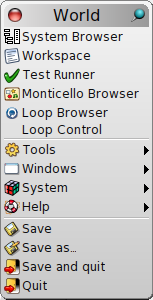 World
System Browser
Workspace
Test Runner
Monticello Browser
Loop Browser
Loop Control
Tools
Windows
System
Help
Save
Save as...
Save and quit
Quit